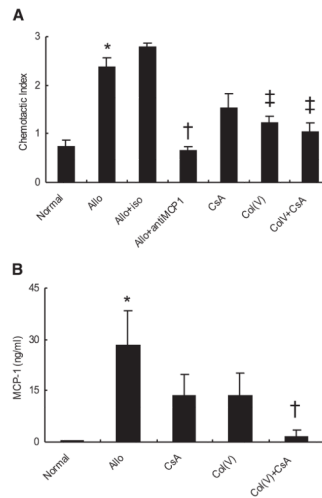 A
Chemotactic Index
3
2
1
0
*
†
‡
‡
Normal
Allo
Allo+iso
Allo+antiMCP1
CsA
Col(V)
ColV+CsA
B
MCP-1 (ng/ml)
45
30
15
0
*
†
Normal
Allo
CsA
Col(V)
Col(V)+CsA